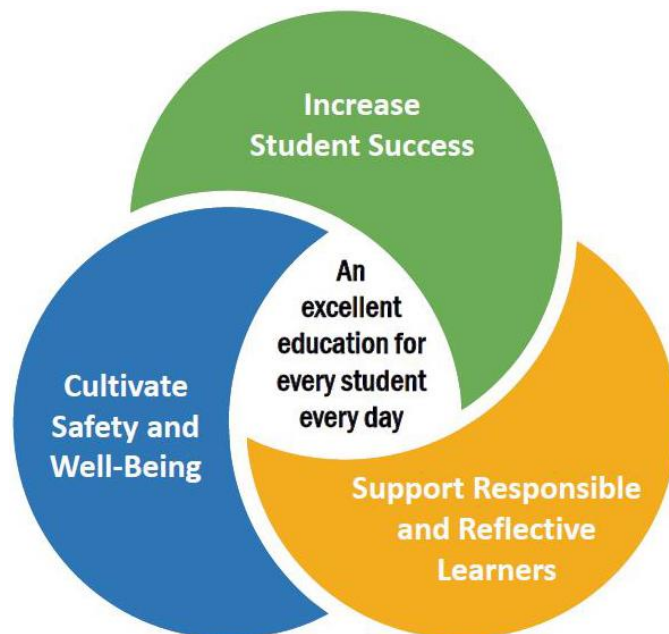 Increase
Student Success
An
excellent
education for
every student
every day
Cultivate
Safety and
Well-Being
Support Responsible
and Reflective
Learners